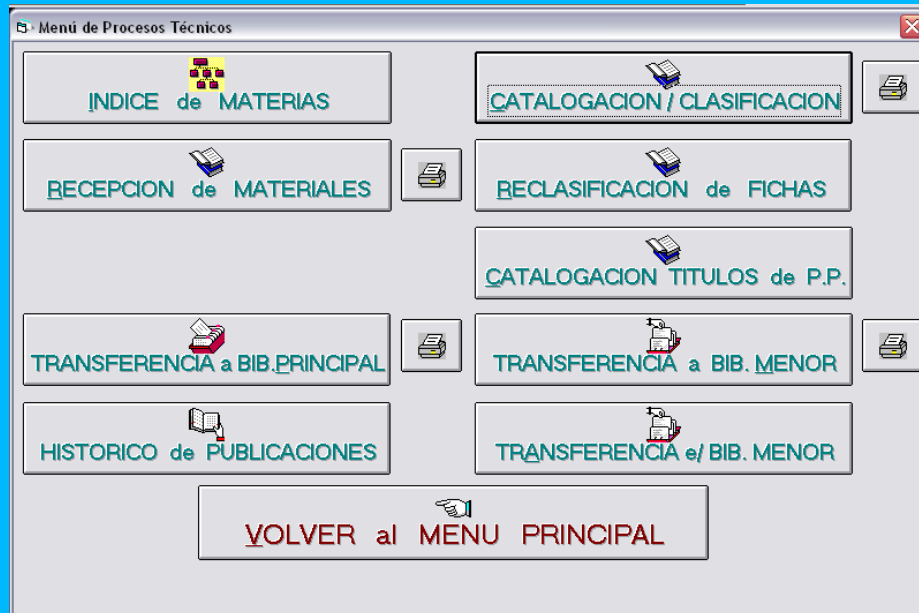 Menú de Procesos Técnicos
INDICE de MATERIAS
CATALOGACION / CLASIFICACION
RECEPCION de MATERIALES
RECLASIFICACION de FICHAS
CATALOGACION TITULOS de P.P.
TRANSFERENCIA a BIB.PRINCIPAL
TRANSFERENCIA a BIB. MENOR
HISTORICO de PUBLICACIONES
TRANSFERENCIA e/ BIB. MENOR
VOLVER al MENU PRINCIPAL